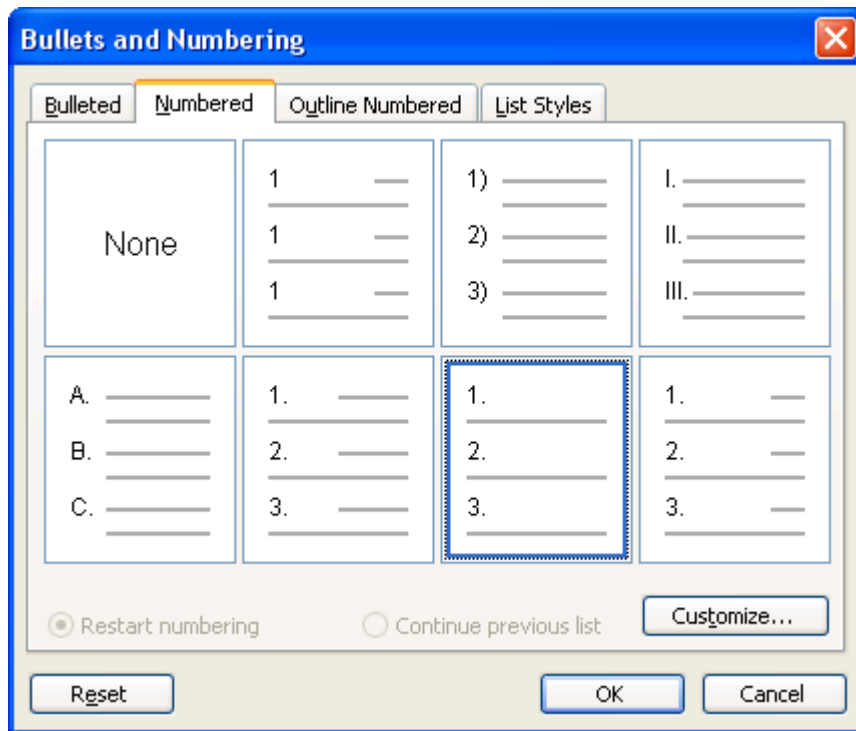 Bullets and Numbering
Bulleted Numbered Outline Numbered List Styles
None
1
1
1
1)
2)
3)
I.
II.
III.
A.
B.
C.
1.
2.
3.
1.
2.
3.
1.
2.
3.
Restart numbering Continue previous list Customize...
Reset OK Cancel